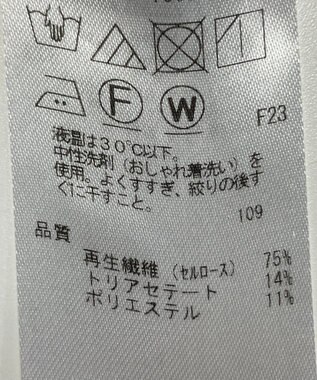 F W F23
液温は30℃以下。
中性洗剤（おしゃれ着洗い）を
使用。よくすすぎ、絞りの後す
ぐに干すこと。
109
品質
再生繊維（セルロース） 75%
トリアセテート 14%
ポリエステル 11%